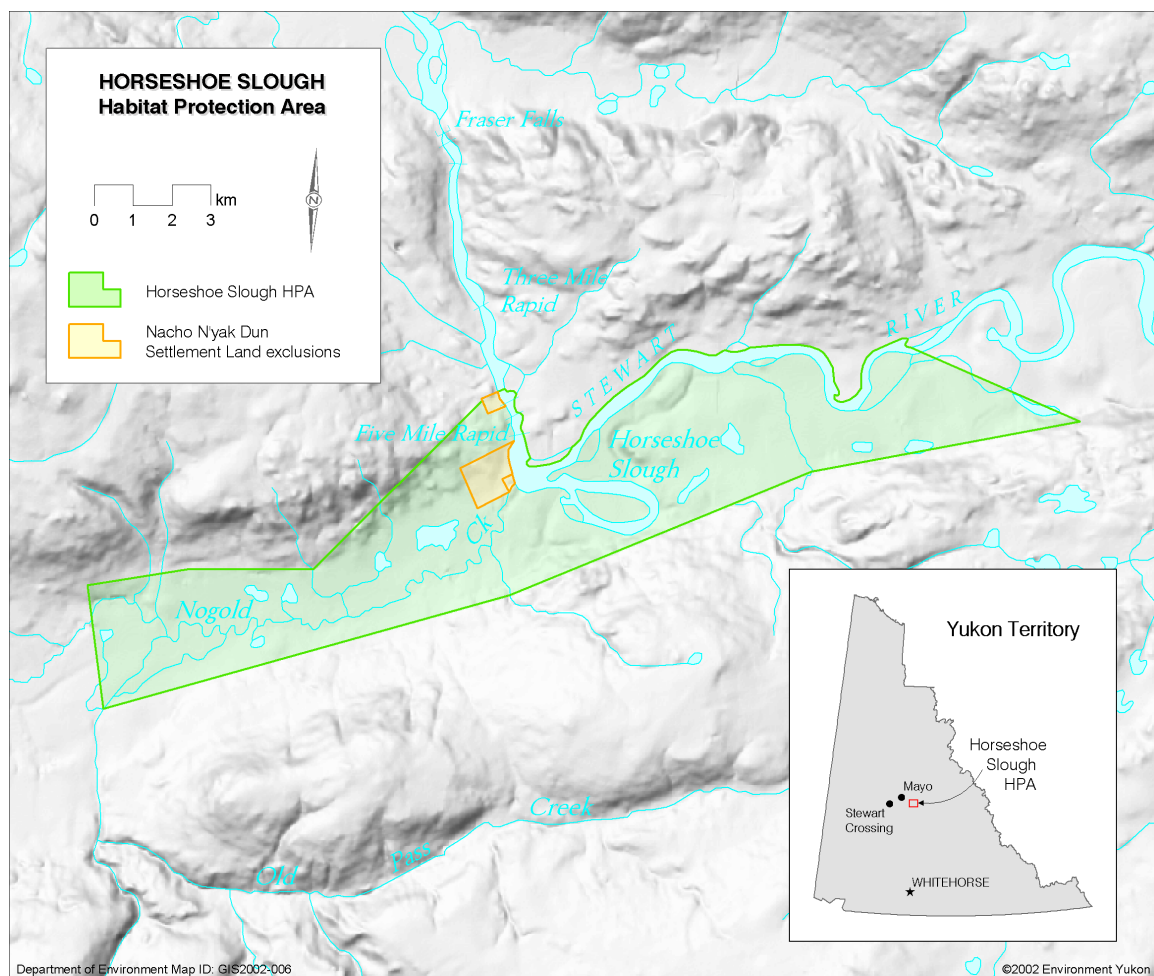 HORSESHOE SLOUGH
Habitat Protection Area
N
km
0 1 2 3
Horseshoe Slough HPA
Nacho N'yak Dun
Settlement Land exclusions
Fraser Falls
Three Mile
Rapid
STEWART
RIVER
Five Mile Rapid
Horseshoe
Slough
Nogold
Ck
Old
Pass
Creek
Yukon Territory
Horseshoe
Slough
HPA
Mayo
Stewart
Crossing
WHITEHORSE
Department of Environment Map ID: GIS2002-006
©2002 Environment Yukon